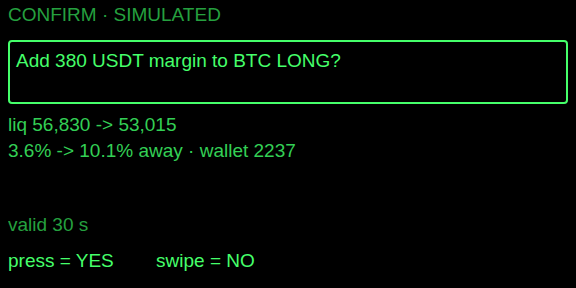 CONFIRM · SIMULATED
Add 380 USDT margin to BTC LONG?
liq 56,830 -> 53,015
3.6% -> 10.1% away · wallet 2237
valid 30 s
press = YES swipe = NO